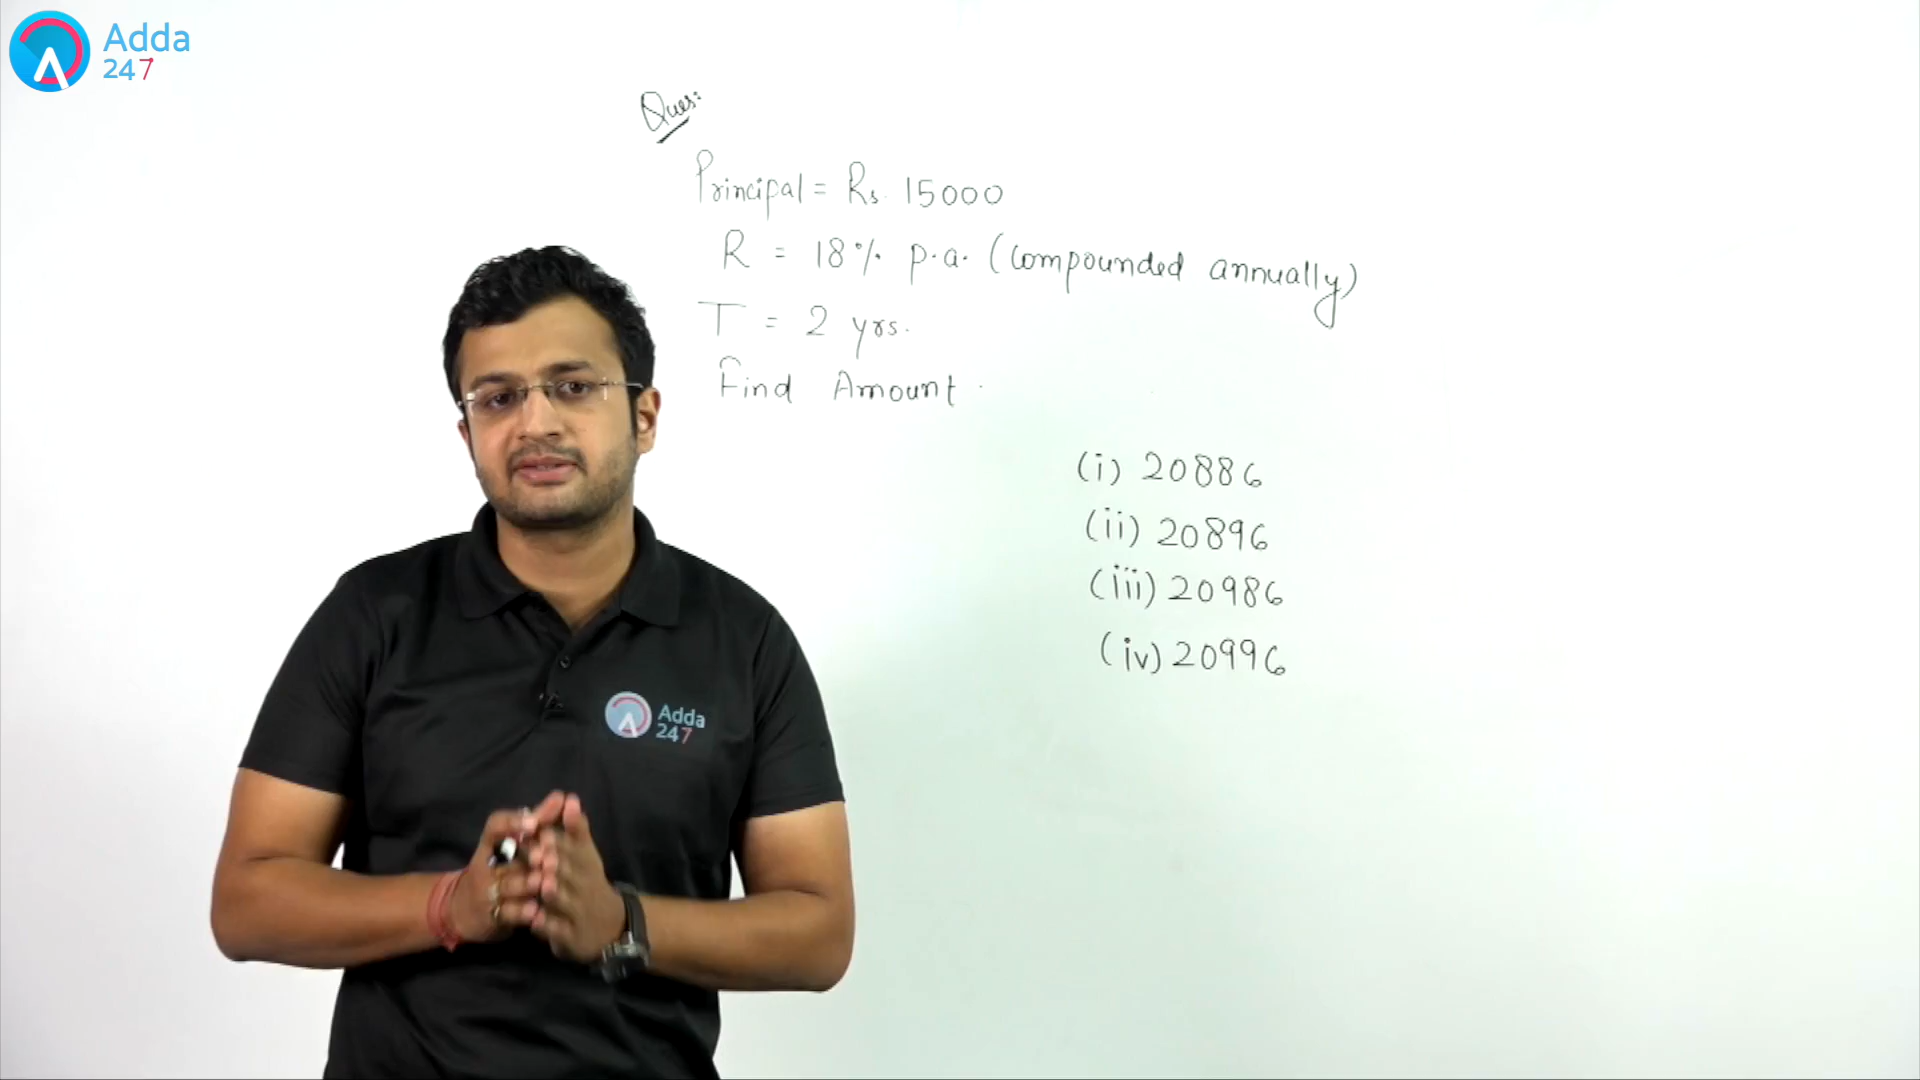 Adda
247
Ques:
Principal = Rs. 15000
R = 18% p.a. (compounded annually)
T = 2 yrs.
Find Amount.
(i) 20886
(ii) 20896
(iii) 20986
(iv) 20996
Adda
247